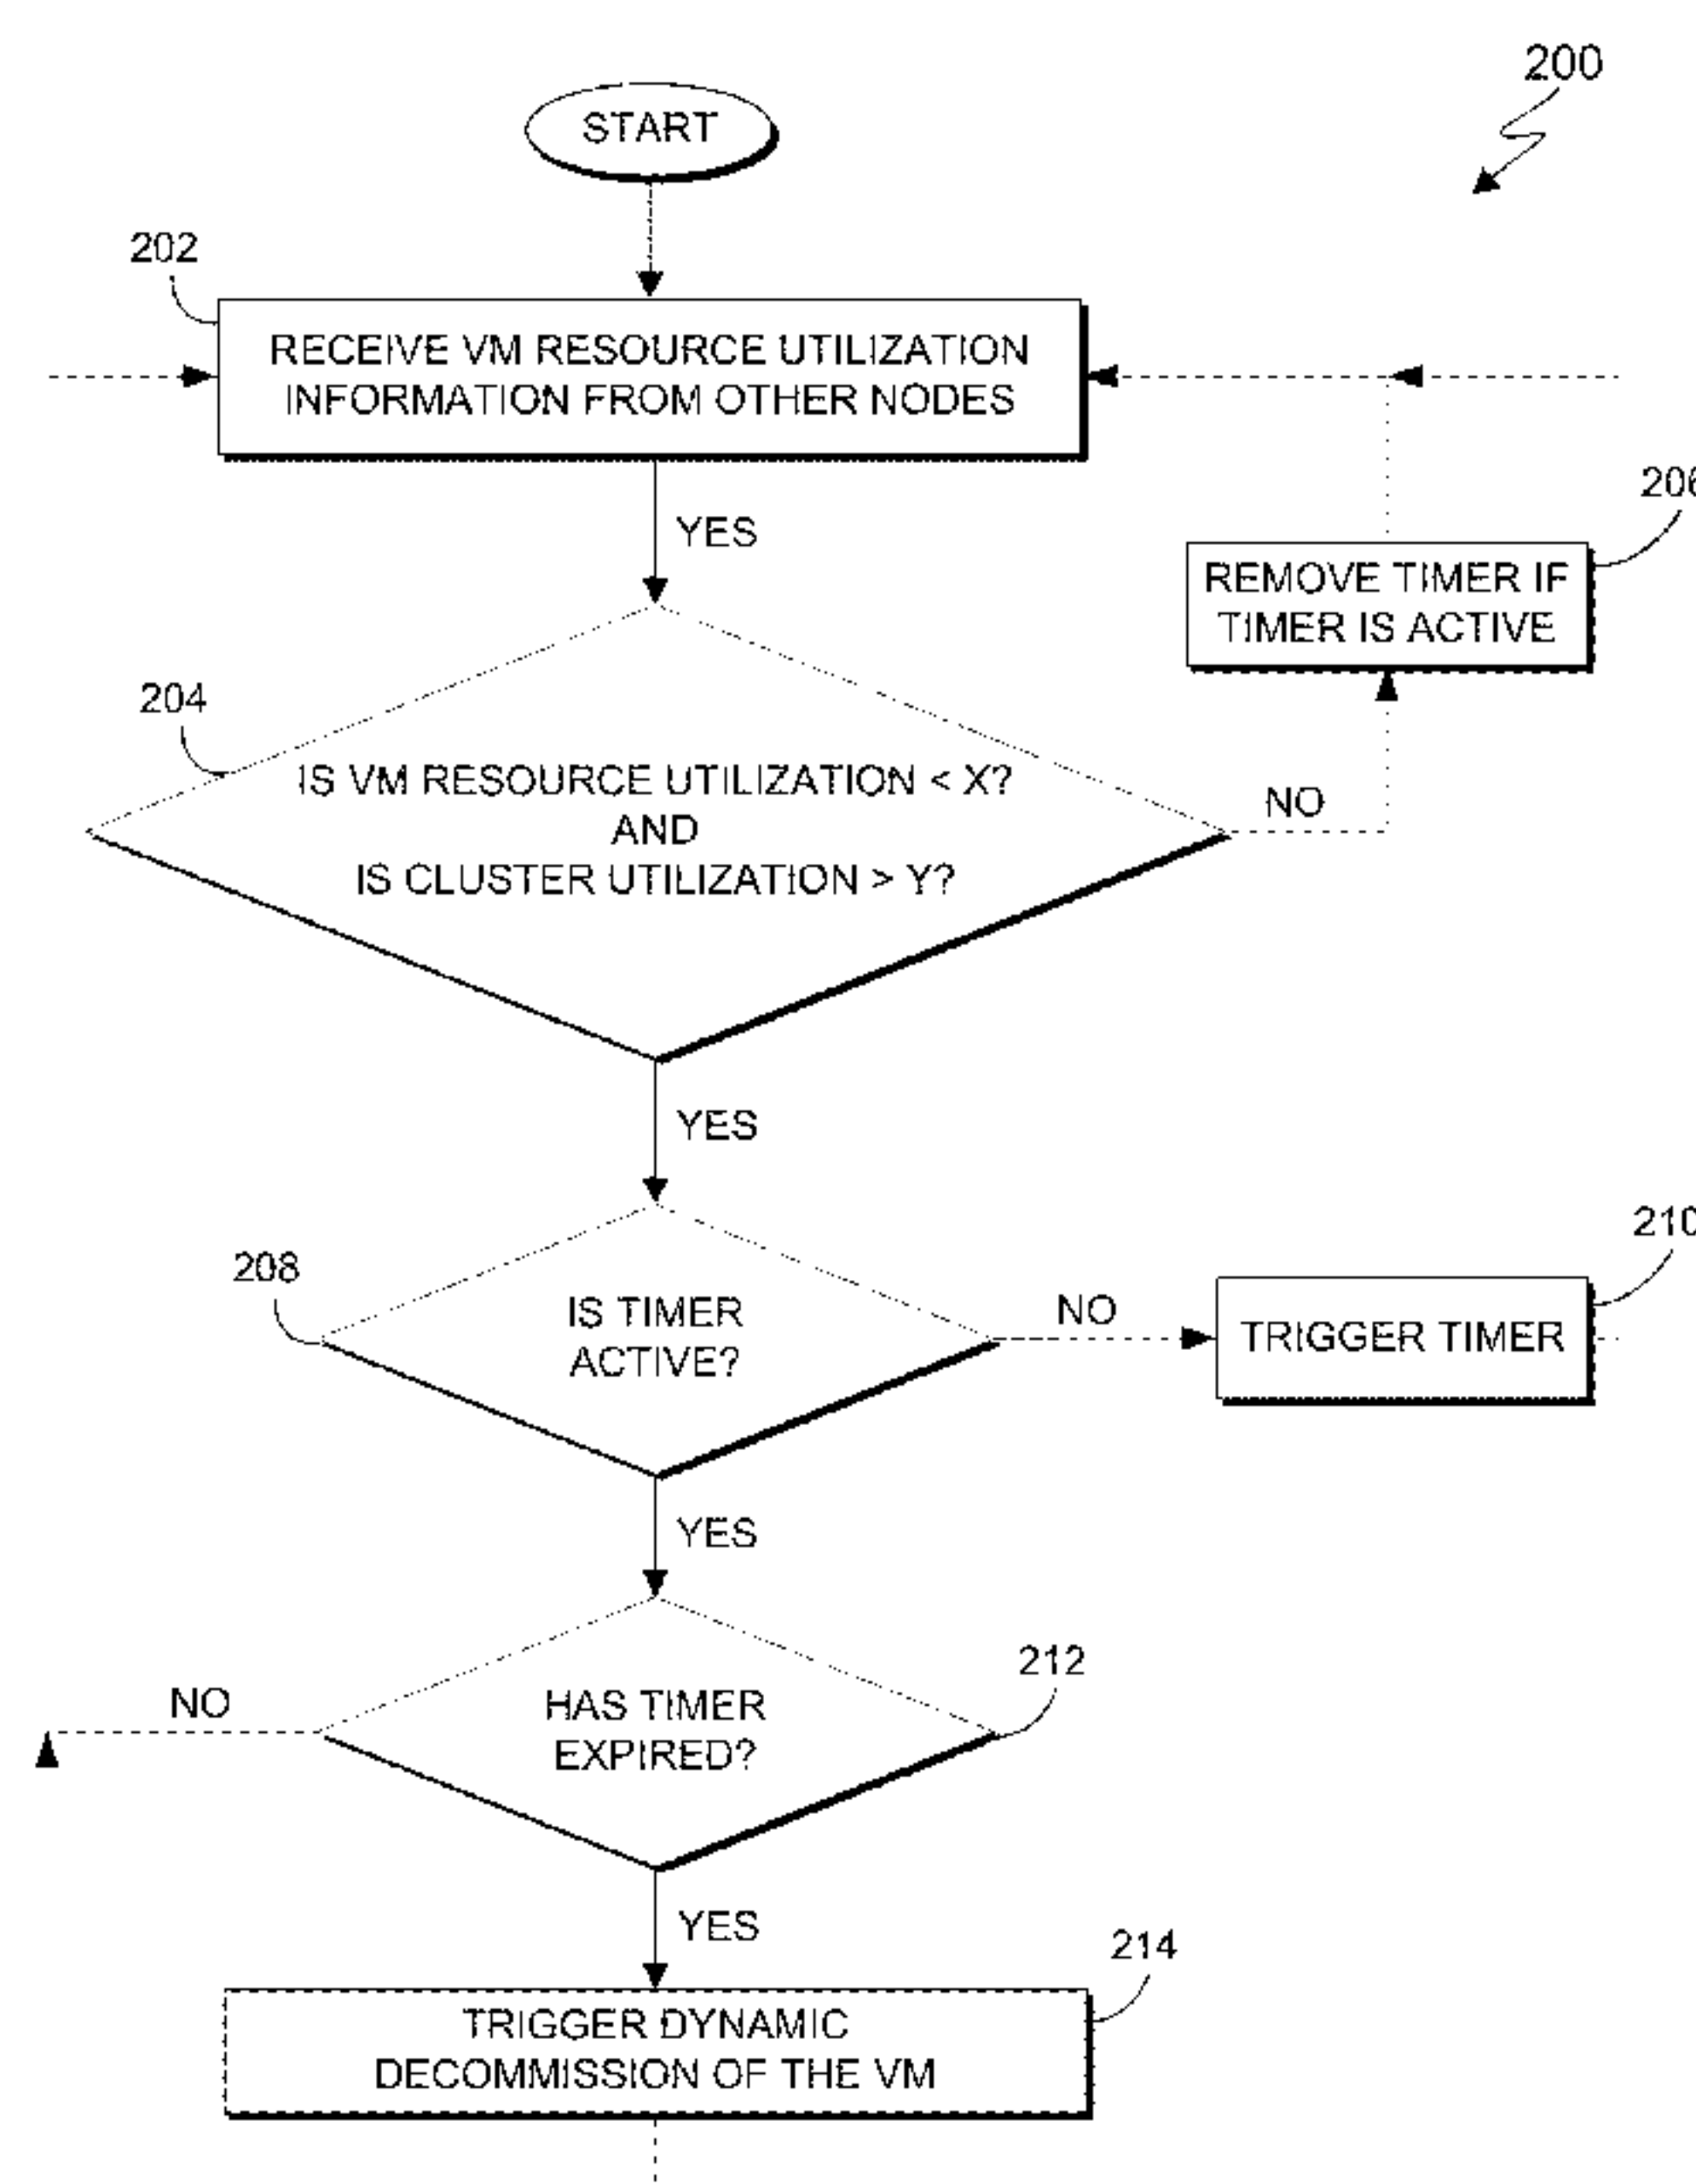 200
START
202
RECEIVE VM RESOURCE UTILIZATION
INFORMATION FROM OTHER NODES
YES
206
REMOVE TIMER IF
TIMER IS ACTIVE
204
IS VM RESOURCE UTILIZATION < X?
AND
IS CLUSTER UTILIZATION > Y?
NO
YES
208
IS TIMER
ACTIVE?
NO
210
TRIGGER TIMER
YES
212
HAS TIMER
EXPIRED?
NO
YES
214
TRIGGER DYNAMIC
DECOMMISSION OF THE VM